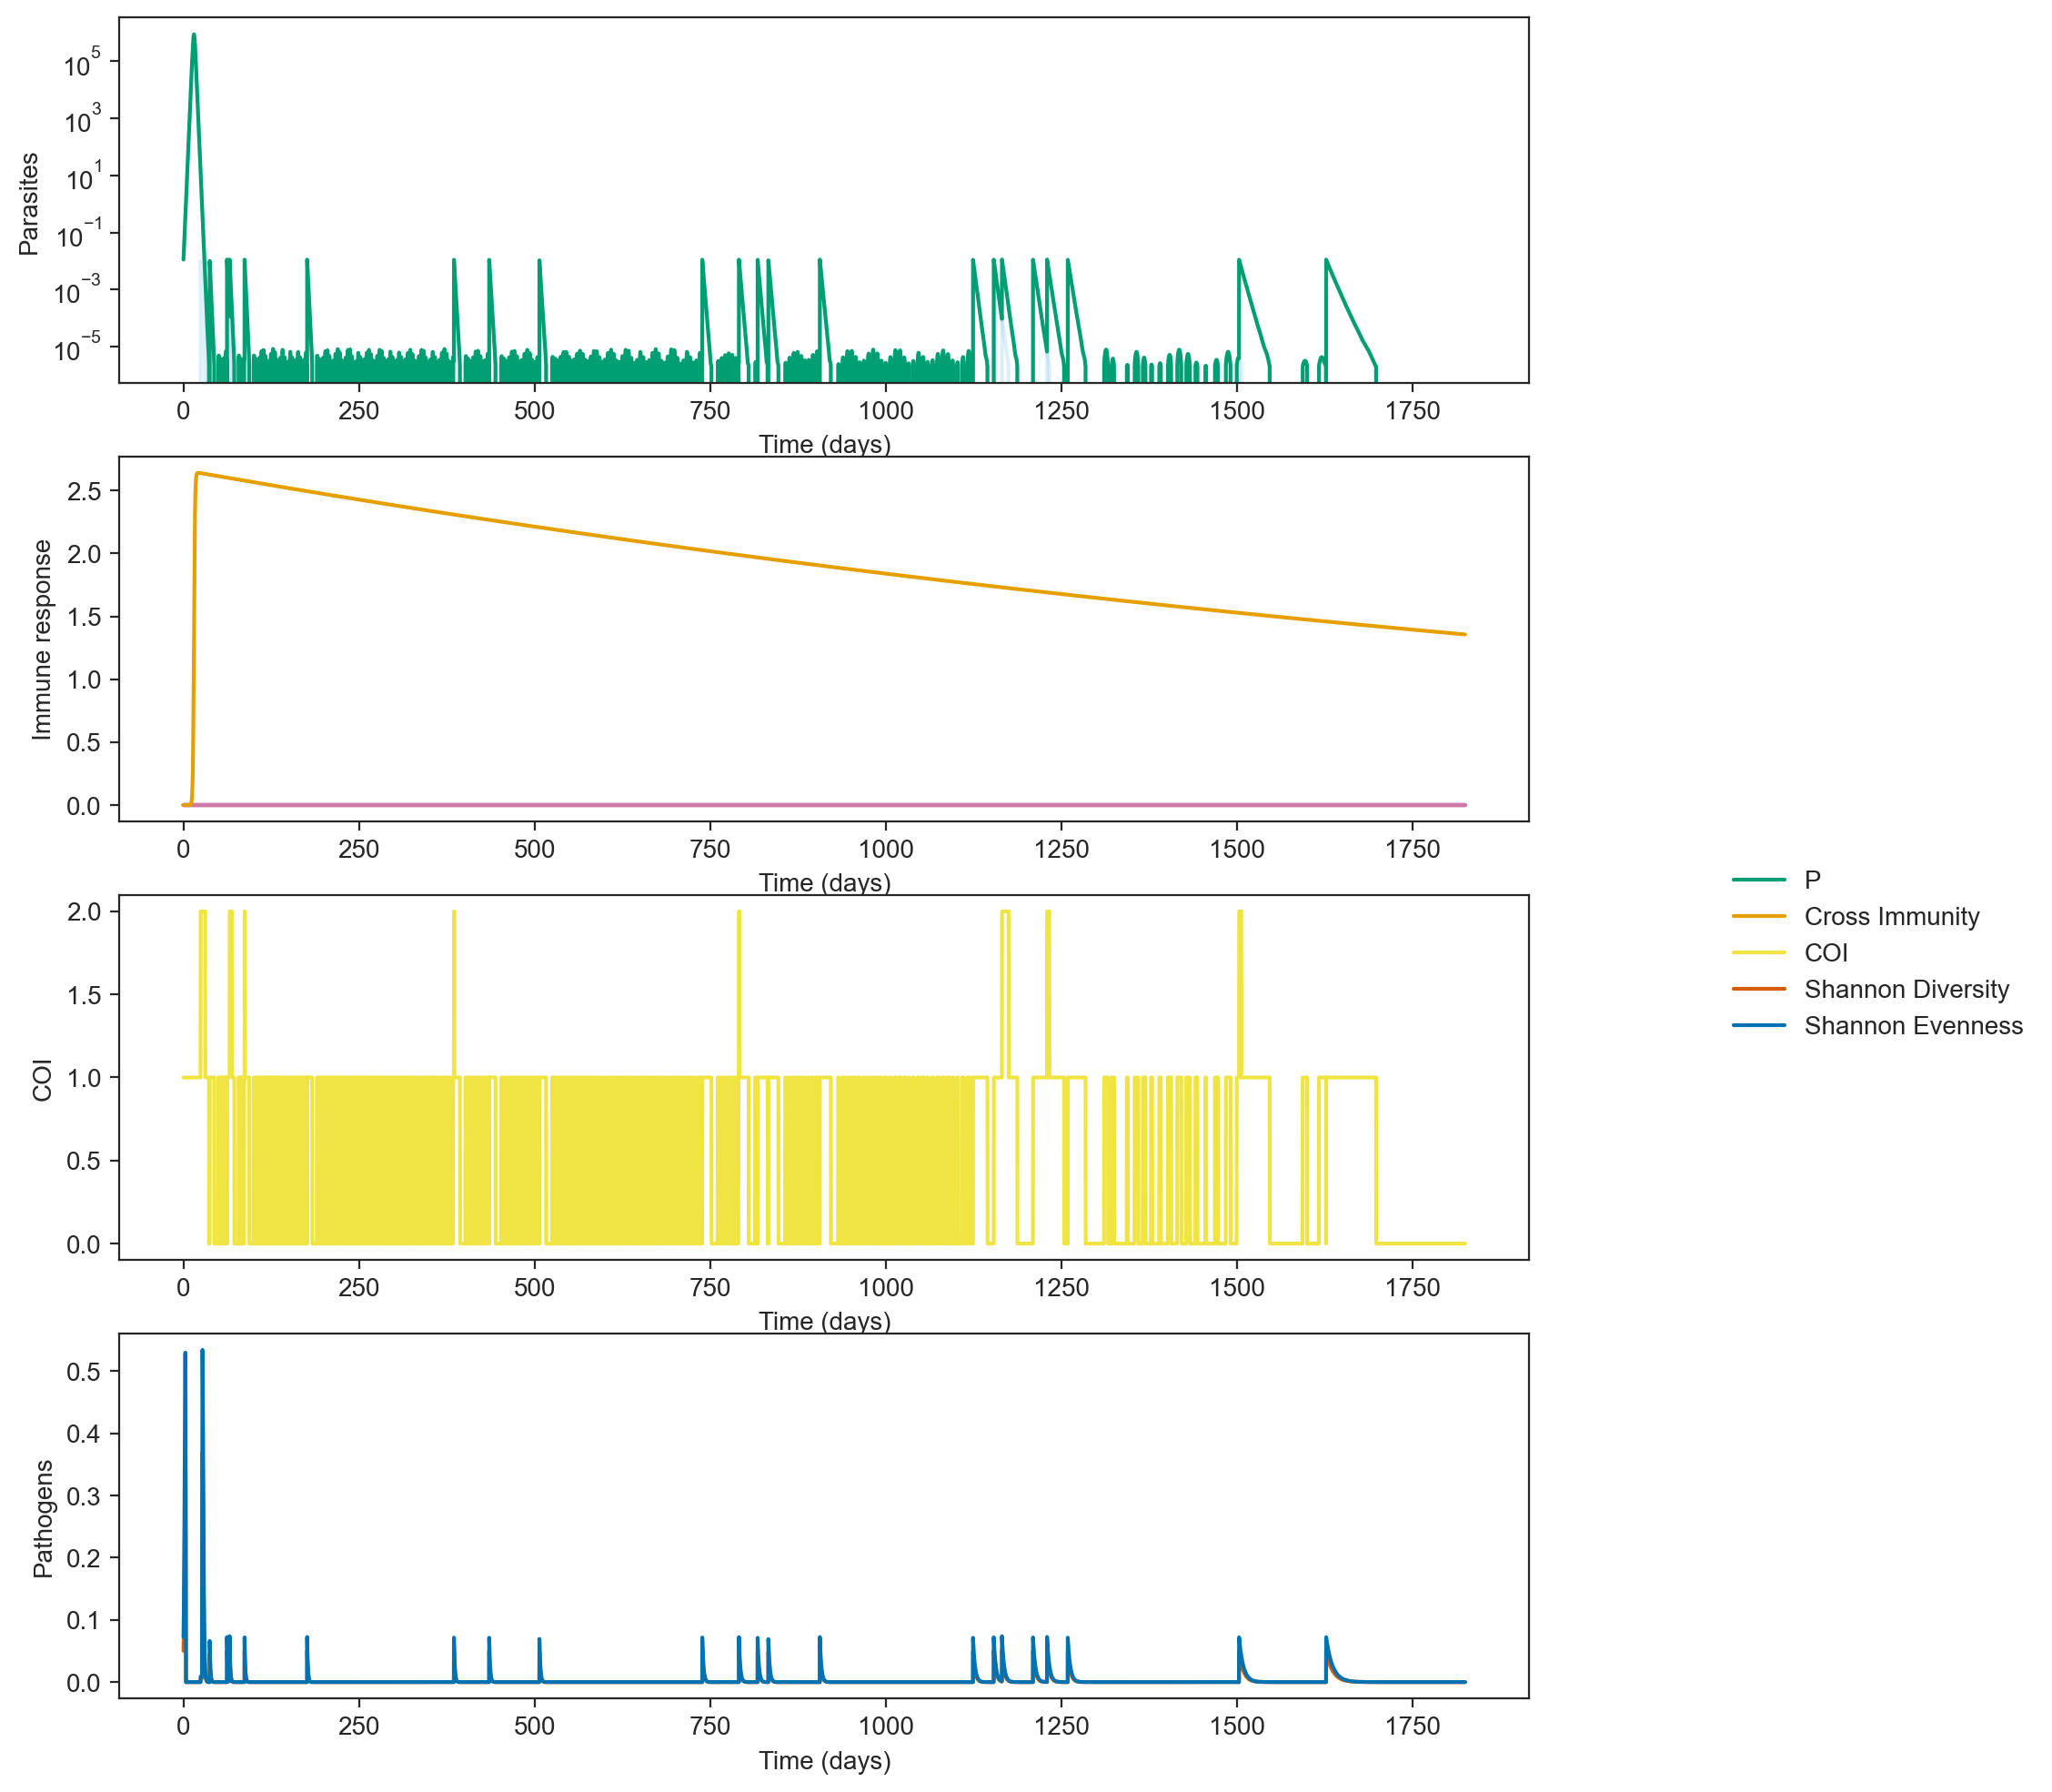 Parasites
10^5
10^3
10^1
10^−1
10^−3
10^−5
0 250 500 750 1000 1250 1500 1750
Time (days)
Immune response
2.5
2.0
1.5
1.0
0.5
0.0
0 250 500 750 1000 1250 1500 1750
Time (days)
COI
2.0
1.5
1.0
0.5
0.0
0 250 500 750 1000 1250 1500 1750
Time (days)
Pathogens
0.5
0.4
0.3
0.2
0.1
0.0
0 250 500 750 1000 1250 1500 1750
Time (days)
P
Cross Immunity
COI
Shannon Diversity
Shannon Evenness